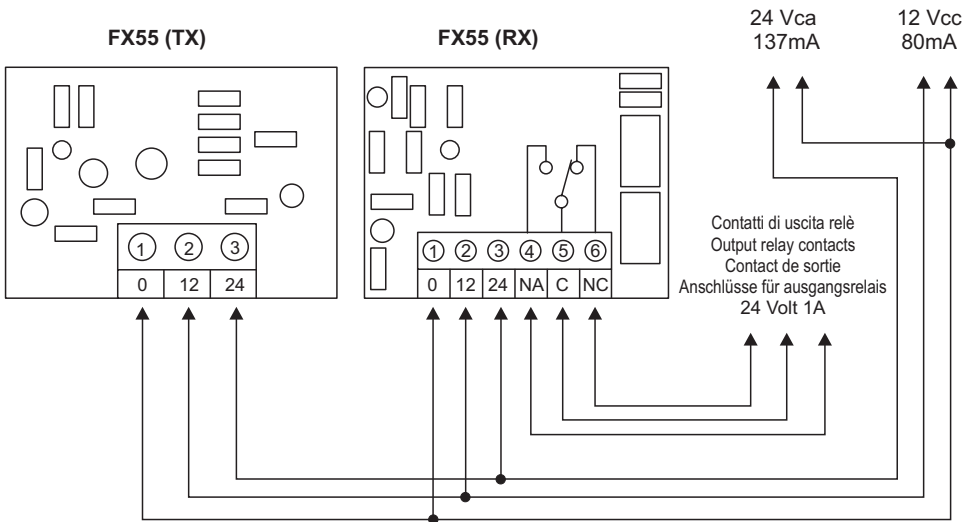 FX55 (TX)
FX55 (RX)
24 Vca
137mA
12 Vcc
80mA
1 2 3
0 12 24
1 2 3 4 5 6
0 12 24 NA C NC
Contatti di uscita relè
Output relay contacts
Contact de sortie
Anschlüsse für ausgangsrelais
24 Volt 1A